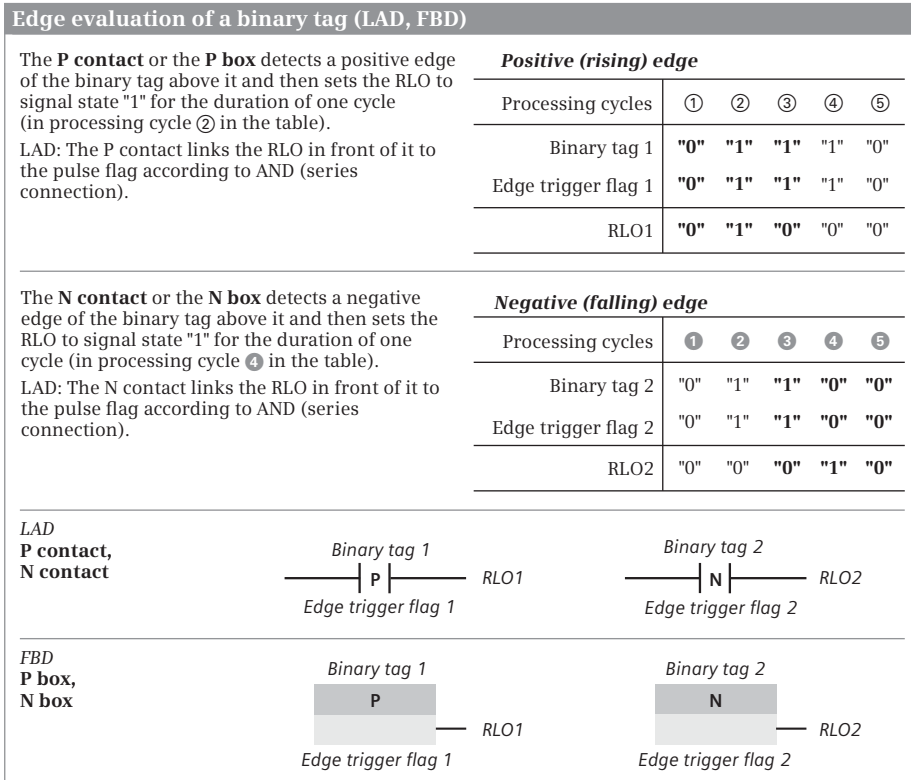 Edge evaluation of a binary tag (LAD, FBD)
The P contact or the P box detects a positive edge
of the binary tag above it and then sets the RLO to
signal state "1" for the duration of one cycle
(in processing cycle ② in the table).
LAD: The P contact links the RLO in front of it to
the pulse flag according to AND (series
connection).
Positive (rising) edge
Processing cycles ① ② ③ ④ ⑤
Binary tag 1 "0" "1" "1" "1" "0"
Edge trigger flag 1 "0" "1" "1" "1" "0"
RLO1 "0" "1" "0" "0" "0"
The N contact or the N box detects a negative
edge of the binary tag above it and then sets the
RLO to signal state "1" for the duration of one
cycle (in processing cycle ❹ in the table).
LAD: The N contact links the RLO in front of it to
the pulse flag according to AND (series
connection).
Negative (falling) edge
Processing cycles ❶ ❷ ❸ ❹ ❺
Binary tag 2 "0" "1" "1" "0" "0"
Edge trigger flag 2 "0" "1" "1" "0" "0"
RLO2 "0" "0" "0" "1" "0"
LAD
P contact,
N contact
Binary tag 1
P RLO1
Edge trigger flag 1
Binary tag 2
N RLO2
Edge trigger flag 2
FBD
P box,
N box
Binary tag 1
P
RLO1
Edge trigger flag 1
Binary tag 2
N
RLO2
Edge trigger flag 2